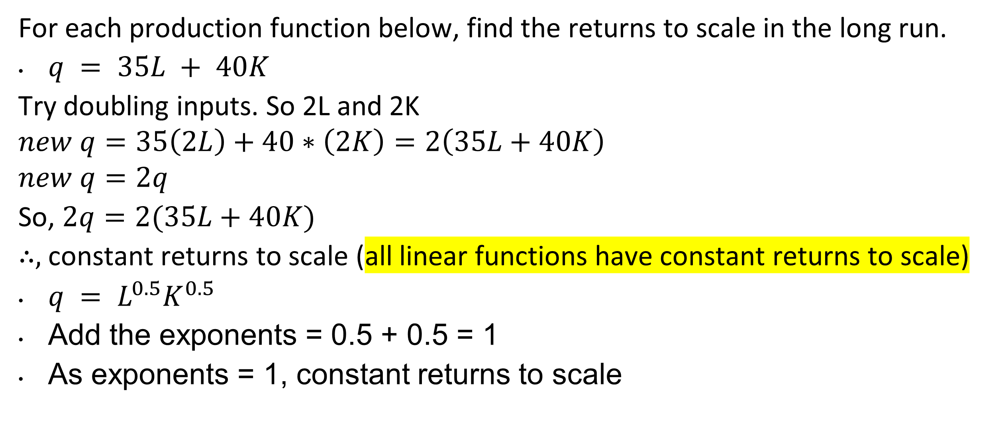 For each production function below, find the returns to scale in the long run.
. q = 35L + 40K
Try doubling inputs. So 2L and 2K
new q = 35(2L) + 40 * (2K) = 2(35L + 40K)
new q = 2q
So, 2q = 2(35L + 40K)
∴, constant returns to scale (all linear functions have constant returns to scale)
. q = L^0.5 K^0.5
. Add the exponents = 0.5 + 0.5 = 1
. As exponents = 1, constant returns to scale